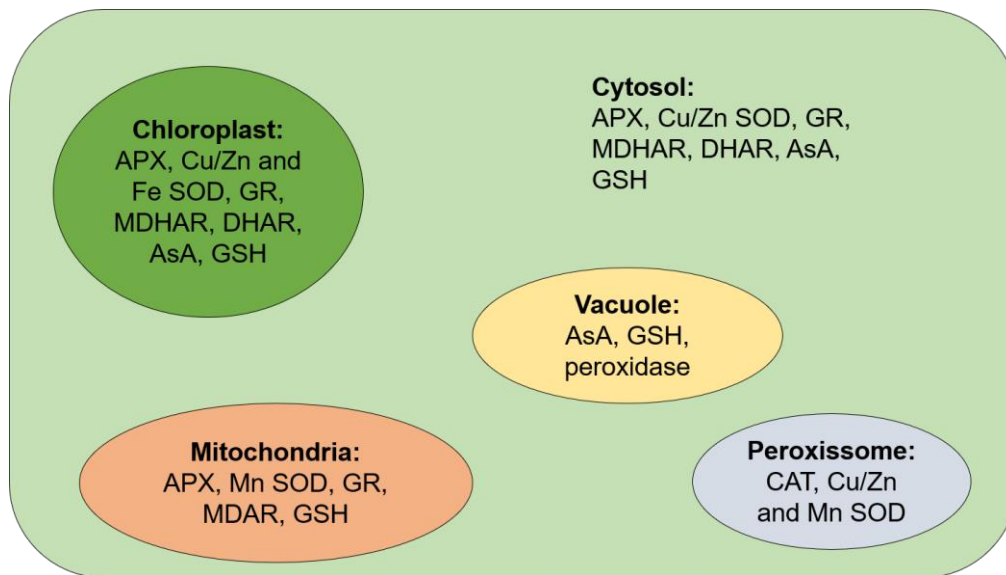 Chloroplast:
APX, Cu/Zn and
Fe SOD, GR,
MDHAR, DHAR,
AsA, GSH
Cytosol:
APX, Cu/Zn SOD, GR,
MDHAR, DHAR, AsA,
GSH
Vacuole:
AsA, GSH,
peroxidase
Mitochondria:
APX, Mn SOD, GR,
MDAR, GSH
Peroxissome:
CAT, Cu/Zn
and Mn SOD